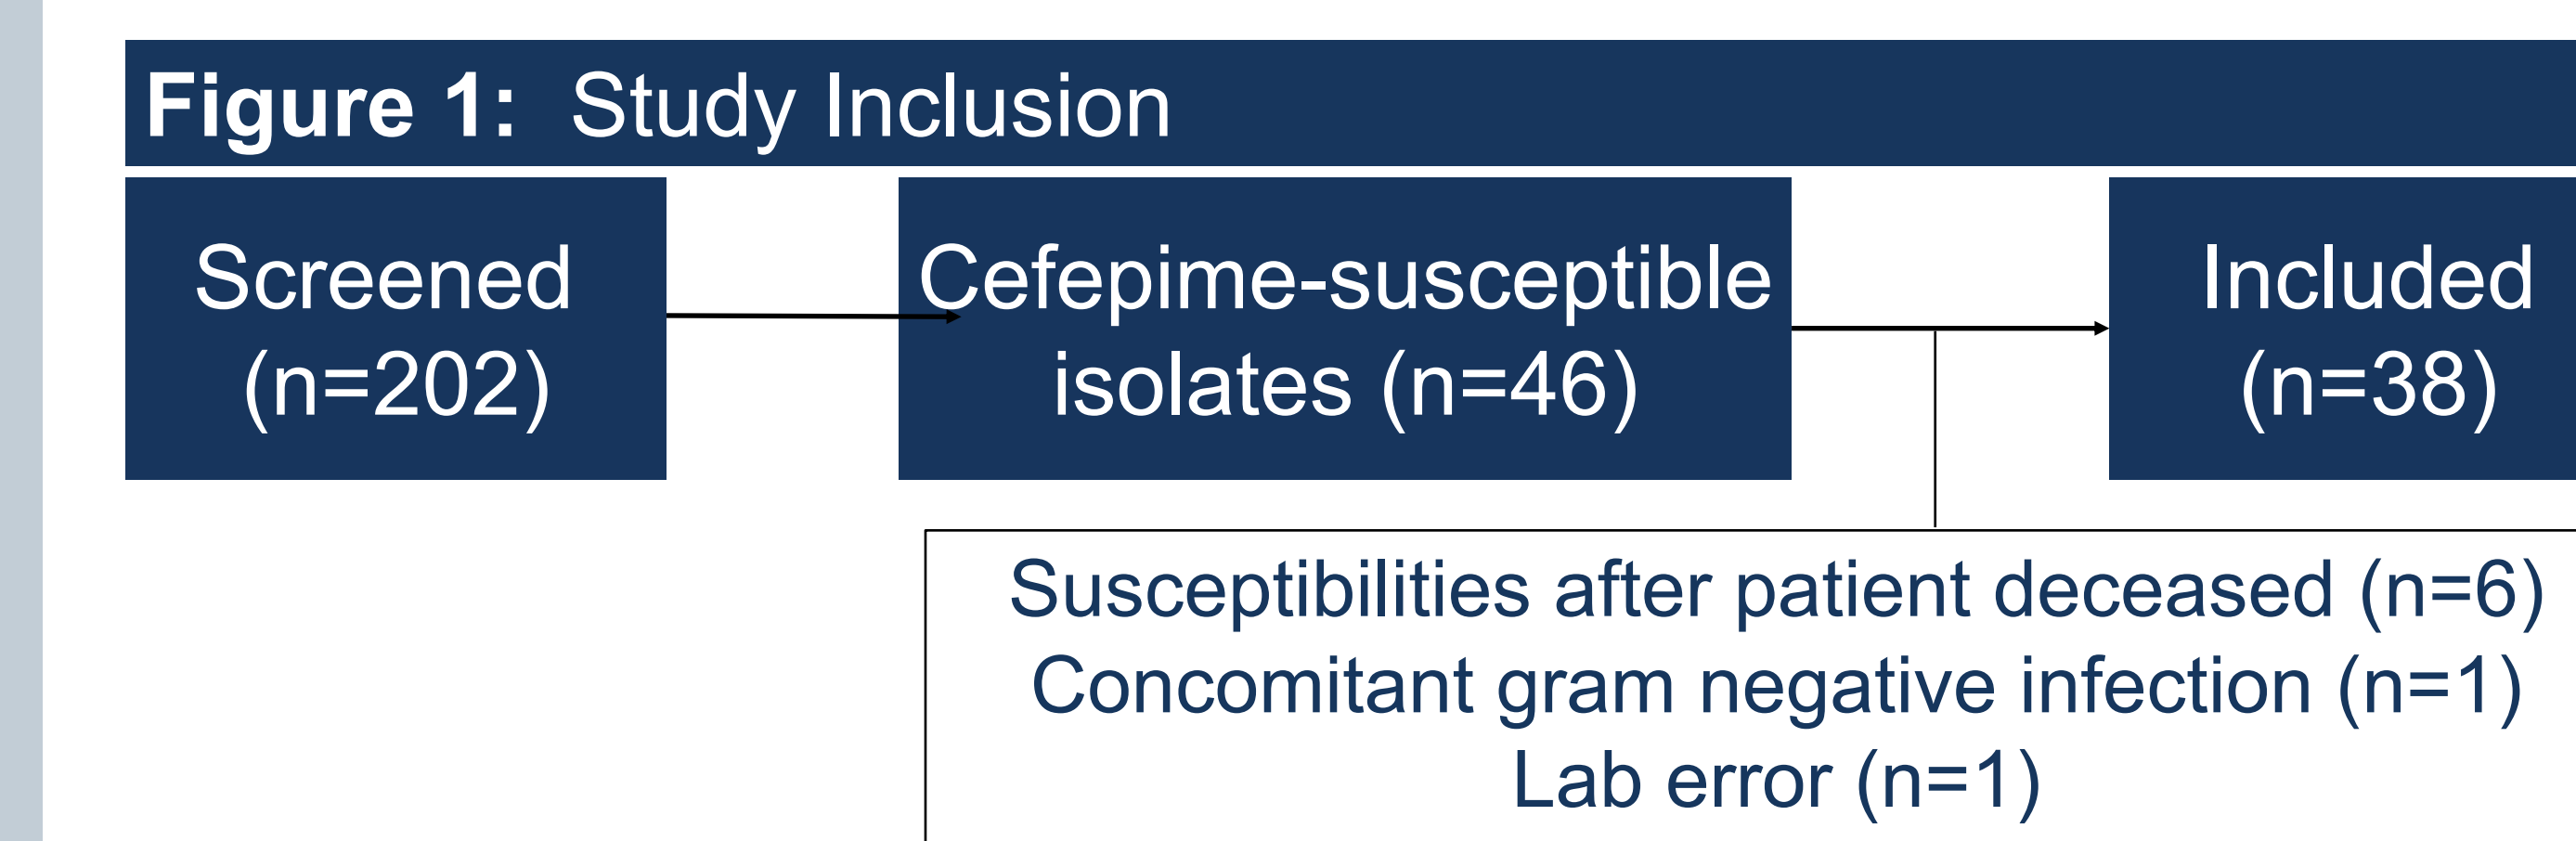 Figure 1: Study Inclusion
Screened
(n=202)
Cefepime-susceptible
isolates (n=46)
Included
(n=38)
Susceptibilities after patient deceased (n=6)
Concomitant gram negative infection (n=1)
Lab error (n=1)